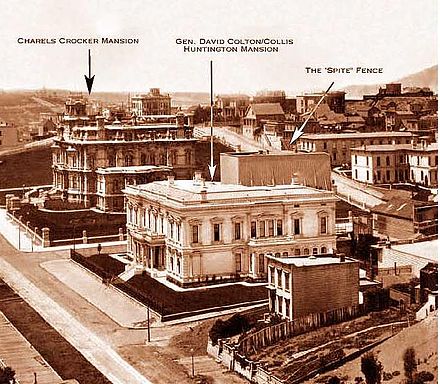 Charels Crocker Mansion
Gen. David Colton/Collis
Huntington Mansion
The "Spite" Fence